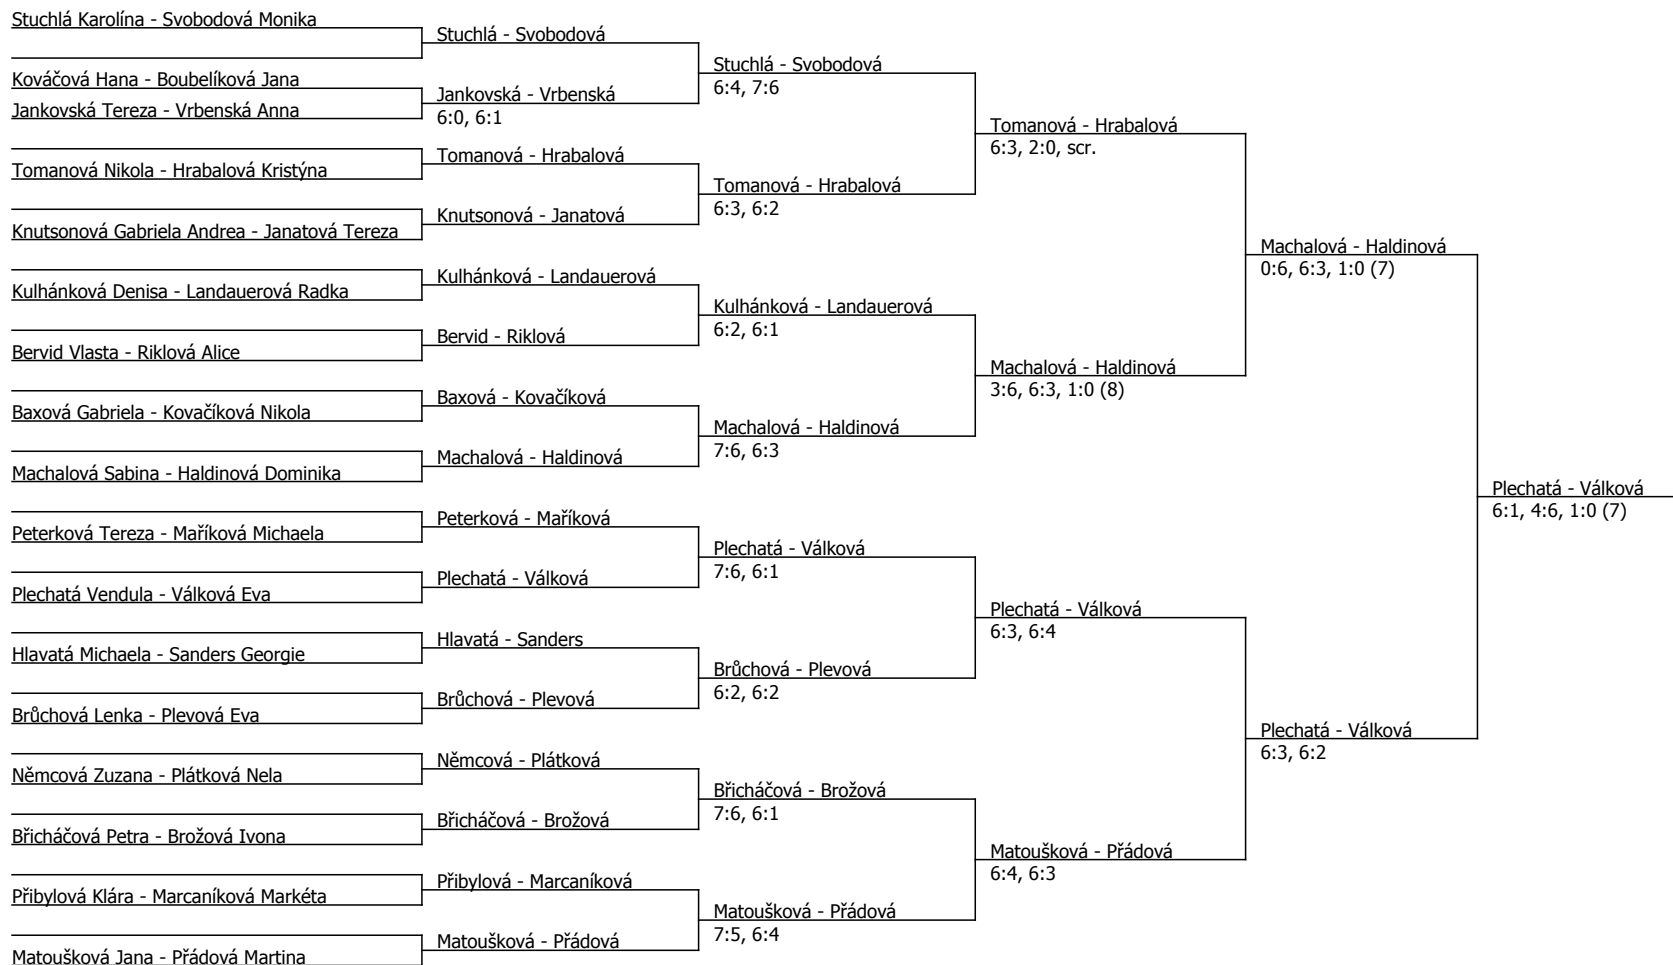 Stuchlá Karolína - Svobodová Monika
Kováčová Hana - Boubelíková Jana
Jankovská Tereza - Vrbenská Anna
Tomanová Nikola - Hrabalová Kristýna
Knutsonová Gabriela Andrea - Janatová Tereza
Kulhánková Denisa - Landauerová Radka
Bervid Vlasta - Riklová Alice
Baxová Gabriela - Kovačíková Nikola
Machalová Sabina - Haldinová Dominika
Peterková Tereza - Maříková Michaela
Plechatá Vendula - Válková Eva
Hlavatá Michaela - Sanders Georgie
Brůchová Lenka - Plevová Eva
Němcová Zuzana - Plátková Nela
Břicháčová Petra - Brožová Ivona
Přibylová Klára - Marcaníková Markéta
Matoušková Jana - Přádová Martina
Stuchlá - Svobodová
Jankovská - Vrbenská
6:0, 6:1
Tomanová - Hrabalová
Knutsonová - Janatová
Kulhánková - Landauerová
Bervid - Riklová
Baxová - Kovačíková
Machalová - Haldinová
Peterková - Maříková
Plechatá - Válková
Hlavatá - Sanders
Brůchová - Plevová
Němcová - Plátková
Břicháčová - Brožová
Přibylová - Marcaníková
Matoušková - Přádová
Stuchlá - Svobodová
6:4, 7:6
Tomanová - Hrabalová
6:3, 6:2
Kulhánková - Landauerová
6:2, 6:1
Machalová - Haldinová
7:6, 6:3
Plechatá - Válková
7:6, 6:1
Brůchová - Plevová
6:2, 6:2
Břicháčová - Brožová
7:6, 6:1
Matoušková - Přádová
7:5, 6:4
Tomanová - Hrabalová
6:3, 2:0, scr.
Machalová - Haldinová
3:6, 6:3, 1:0 (8)
Plechatá - Válková
6:3, 6:4
Matoušková - Přádová
6:4, 6:3
Machalová - Haldinová
0:6, 6:3, 1:0 (7)
Plechatá - Válková
6:3, 6:2
Plechatá - Válková
6:1, 4:6, 1:0 (7)